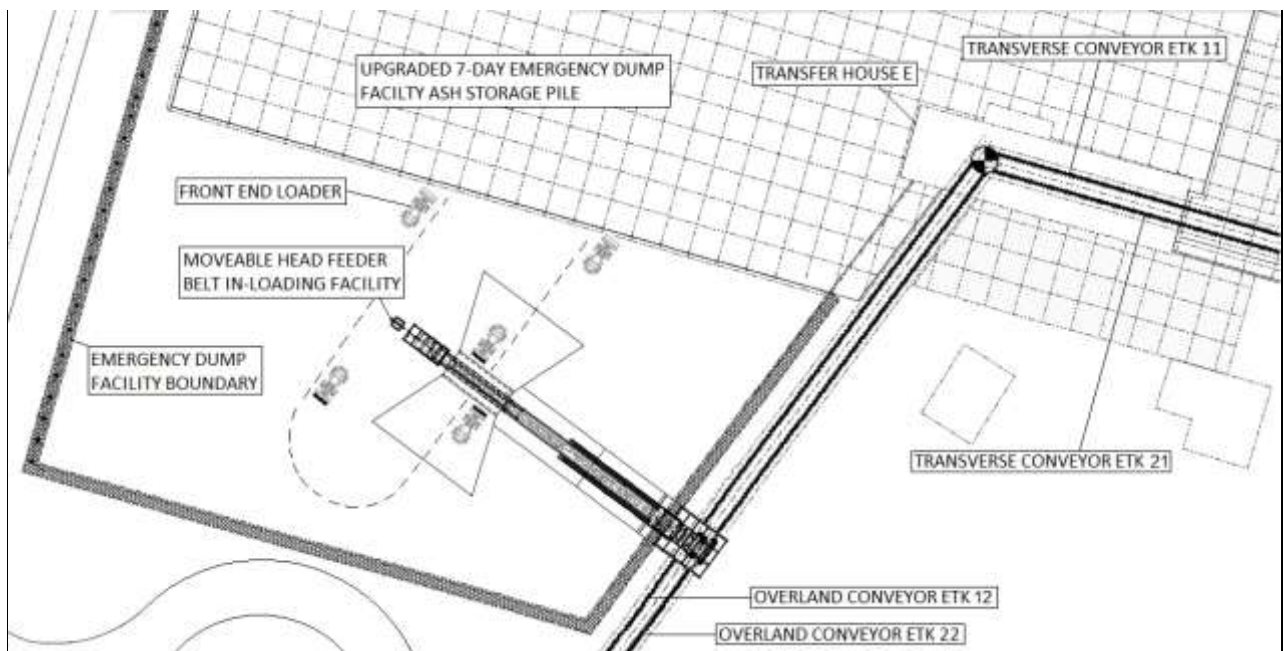 TRANSVERSE CONVEYOR ETK 11
UPGRADED 7-DAY EMERGENCY DUMP
FACILTY ASH STORAGE PILE
TRANSFER HOUSE E
FRONT END LOADER
MOVEABLE HEAD FEEDER
BELT IN-LOADING FACILITY
EMERGENCY DUMP
FACILITY BOUNDARY
TRANSVERSE CONVEYOR ETK 21
OVERLAND CONVEYOR ETK 12
OVERLAND CONVEYOR ETK 22